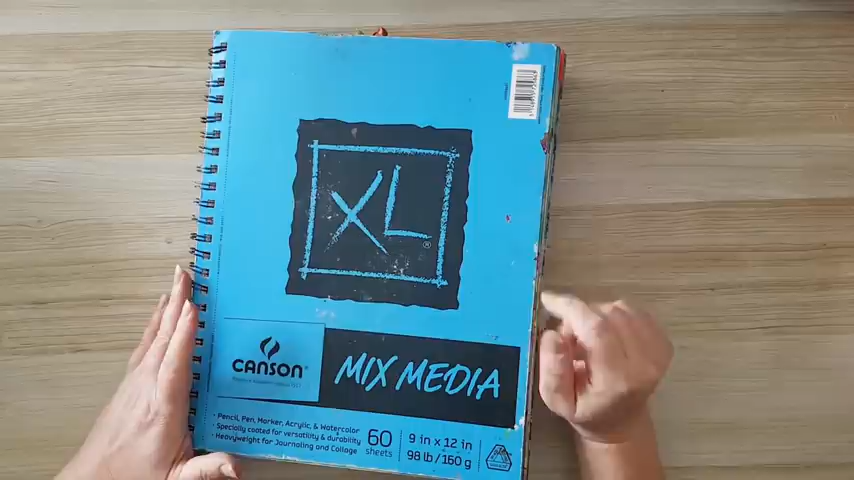 XL®
CANSON®
MIX MEDIA
• Pencil, Pen, Marker, Acrylic, & Watercolor
• Specially coated for versatility & durability
• Heavyweight for Journaling and Collage
60
sheets
9 in x 12 in
98 lb/160 g